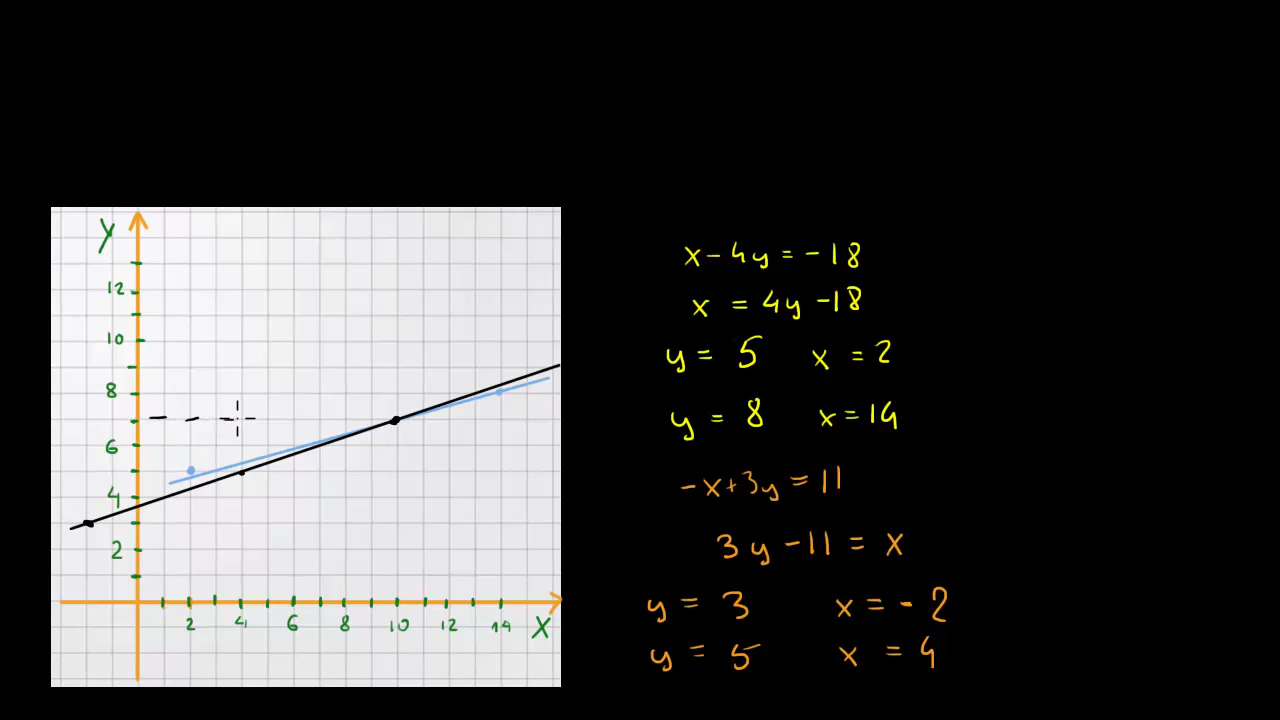 y
12
10
8
6
4
2
2 4 6 8 10 12 14 X
x - 4y = -18
x = 4y - 18
y = 5 x = 2
y = 8 x = 14
-x + 3y = 11
3y - 11 = x
y = 3 x = -2
y = 5 x = 4